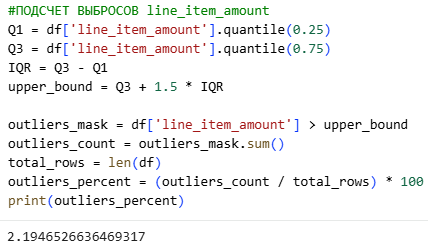 #ПОДСЧЕТ ВЫБРОСОВ line_item_amount
Q1 = df['line_item_amount'].quantile(0.25)
Q3 = df['line_item_amount'].quantile(0.75)
IQR = Q3 - Q1
upper_bound = Q3 + 1.5 * IQR
outliers_mask = df['line_item_amount'] > upper_bound
outliers_count = outliers_mask.sum()
total_rows = len(df)
outliers_percent = (outliers_count / total_rows) * 100
print(outliers_percent)
2.1946526636469317